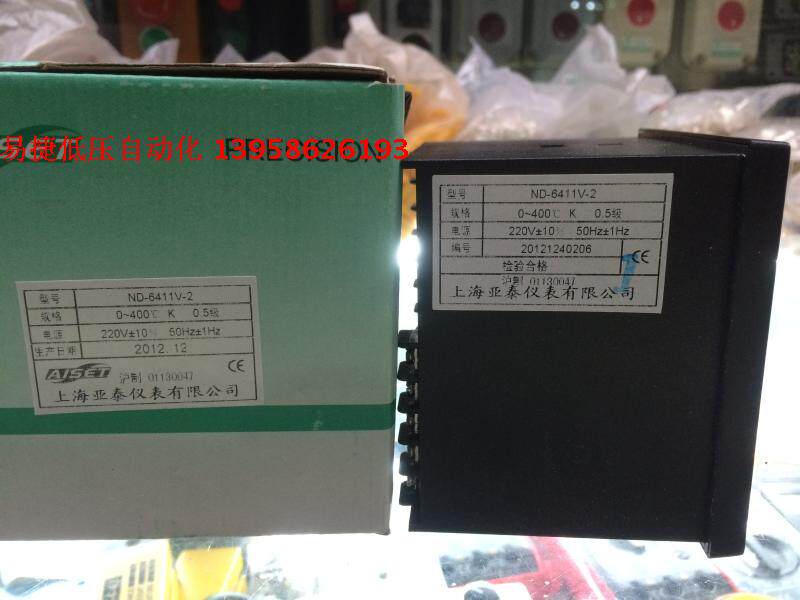 易捷低压自动化 13958626193
型号 ND-6411V-2
规格 0~400℃ K 0.5级
电源 220V±10% 50Hz±1Hz
生产日期 2012.12
AISET 沪制 01130047 CE
上海亚泰仪表有限公司
型号 ND-6411V-2
规格 0~400℃ K 0.5级
电源 220V±10% 50Hz±1Hz
编号 20121240206
检验合格 1 CE
沪制 01130047
上海亚泰仪表有限公司